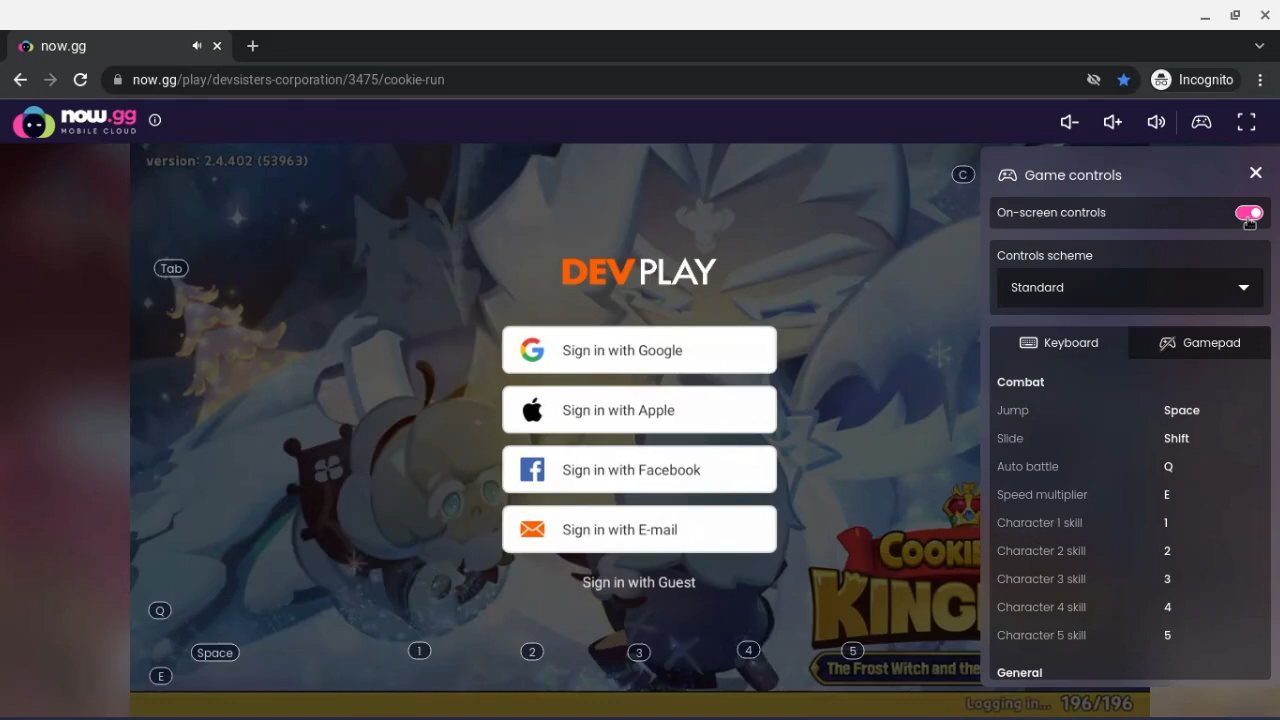 now.gg
now.gg/play/devsisters-corporation/3475/cookie-run
Incognito
now.gg
MOBILE CLOUD
version: 2.4.402 (53963)
C
Game controls
On-screen controls
Tab
Controls scheme
Standard
DEVPLAY
Keyboard
Gamepad
Sign in with Google
Combat
Jump Space
Sign in with Apple
Slide Shift
Auto battle Q
Sign in with Facebook
Speed multiplier E
Character 1 skill 1
Sign in with E-mail
Character 2 skill 2
Character 3 skill 3
Sign in with Guest
Character 4 skill 4
Character 5 skill 5
Q
Space
1
2
3
4
5
E
General
The Frost Witch and the
Logging in... 196/196